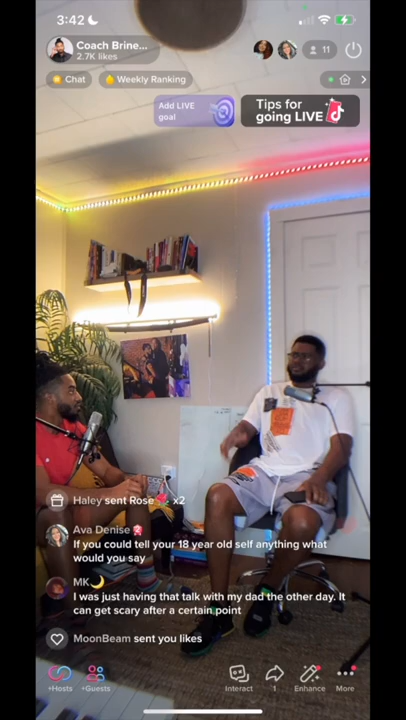 3:42
Coach Brine...
2.7K likes
11
Chat
Weekly Ranking
Add LIVE
goal
Tips for
going LIVE
Haley sent Rose x2
Ava Denise
If you could tell your 18 year old self anything what
would you say
MK
I was just having that talk with my dad the other day. It
can get scary after a certain point
MoonBeam sent you likes
+Hosts
+Guests
Interact
1
Enhance
More